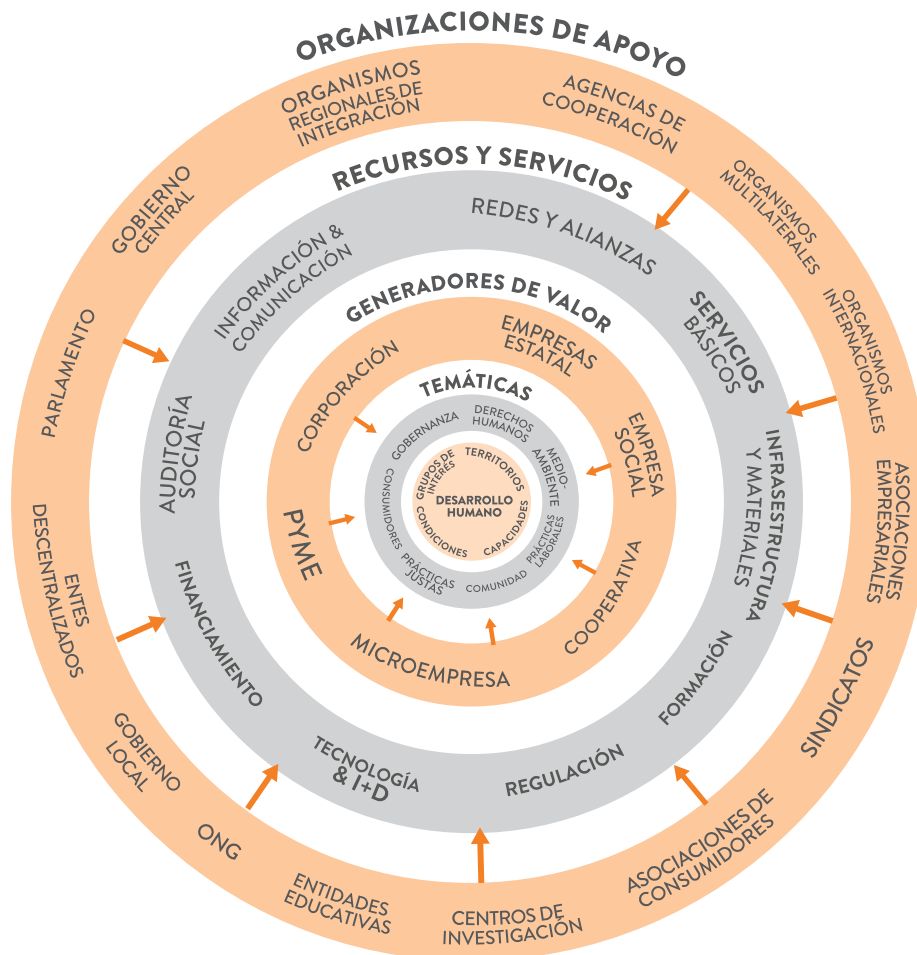 ORGANIZACIONES DE APOYO
ORGANISMOS
REGIONALES DE
INTEGRACIÓN
AGENCIAS DE
COOPERACIÓN
ORGANISMOS
MULTILATERALES
ORGANISMOS
INTERNACIONALES
ASOCIACIONES
EMPRESARIALES
SINDICATOS
ASOCIACIONES DE
CONSUMIDORES
CENTROS DE
INVESTIGACIÓN
ENTIDADES
EDUCATIVAS
ONG
GOBIERNO
LOCAL
ENTES
DESCENTRALIZADOS
PARLAMENTO
GOBIERNO
CENTRAL
RECURSOS Y SERVICIOS
INFORMACIÓN &
COMUNICACIÓN
REDES Y ALIANZAS
SERVICIOS
BÁSICOS
INFRASESTRUCTURA
Y MATERIALES
FORMACIÓN
REGULACIÓN
TECNOLOGÍA
& I+D
FINANCIAMIENTO
AUDITORÍA
SOCIAL
GENERADORES DE VALOR
CORPORACIÓN
EMPRESAS
ESTATAL
EMPRESA
SOCIAL
COOPERATIVA
MICROEMPRESA
PYME
TEMÁTICAS
GOBERNANZA
DERECHOS
HUMANOS
MEDIO-
AMBIENTE
PRÁCTICAS
LABORALES
COMUNIDAD
PRÁCTICAS
JUSTAS
CONSUMIDORES
GRUPOS DE
INTERÉS
TERRITORIOS
CAPACIDADES
CONDICIONES
DESARROLLO
HUMANO